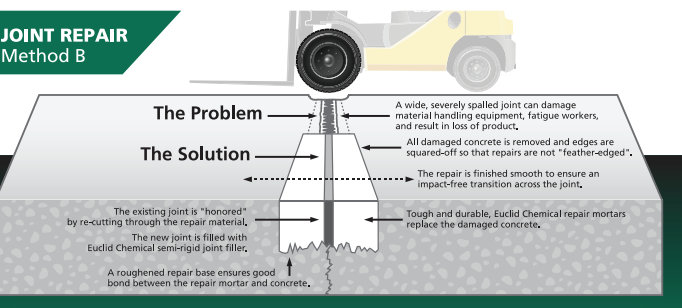 JOINT REPAIR
Method B
The Problem
A wide, severely spalled joint can damage
material handling equipment, fatigue workers,
and result in loss of product.
The Solution
All damaged concrete is removed and edges are
squared-off so that repairs are not "feather-edged".
The repair is finished smooth to ensure an
impact-free transition across the joint.
The existing joint is "honored"
by re-cutting through the repair material.
The new joint is filled with
Euclid Chemical semi-rigid joint filler.
Tough and durable, Euclid Chemical repair mortars
replace the damaged concrete.
A roughened repair base ensures good
bond between the repair mortar and concrete.